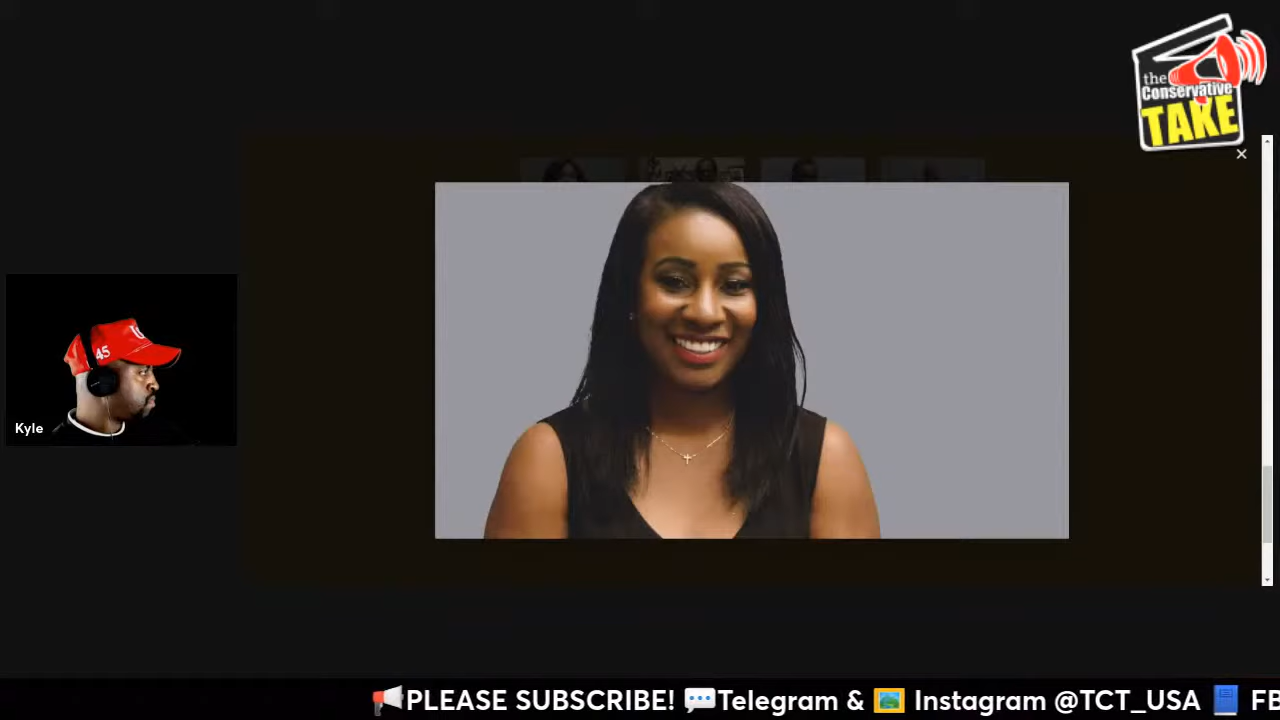 the
Conservative
TAKE
45
Kyle
PLEASE SUBSCRIBE! Telegram & Instagram @TCT_USA FB